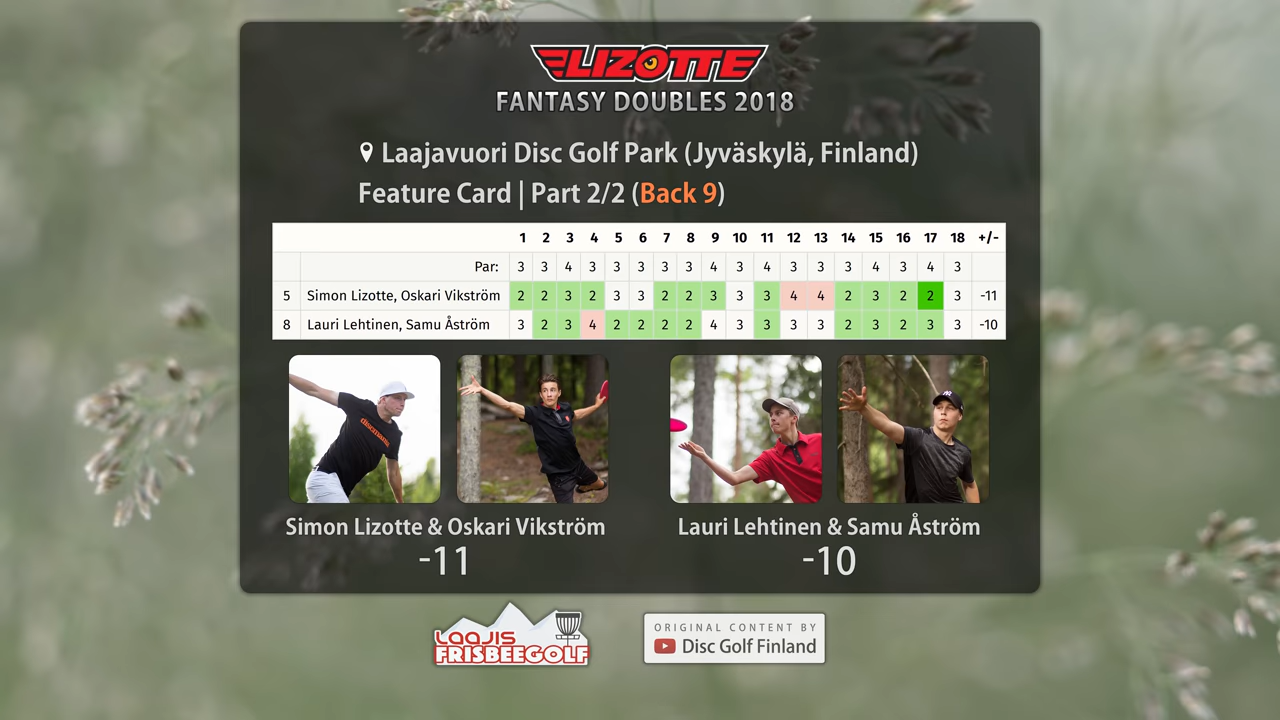 LIZOTTE
FANTASY DOUBLES 2018
Laajavuori Disc Golf Park (Jyväskylä, Finland)
Feature Card | Part 2/2 (Back 9)
1 2 3 4 5 6 7 8 9 10 11 12 13 14 15 16 17 18 +/-
Par: 3 3 4 3 3 3 3 3 4 3 4 3 3 3 4 3 4 3
5 Simon Lizotte, Oskari Vikström 2 2 3 2 3 3 2 2 3 3 3 4 4 2 3 2 2 3 -11
8 Lauri Lehtinen, Samu Åström 3 2 3 4 2 2 2 2 4 3 3 3 3 2 3 2 3 3 -10
discmania
Simon Lizotte & Oskari Vikström
-11
Lauri Lehtinen & Samu Åström
-10
LAAJIS
FRISBEEGOLF
ORIGINAL CONTENT BY
Disc Golf Finland